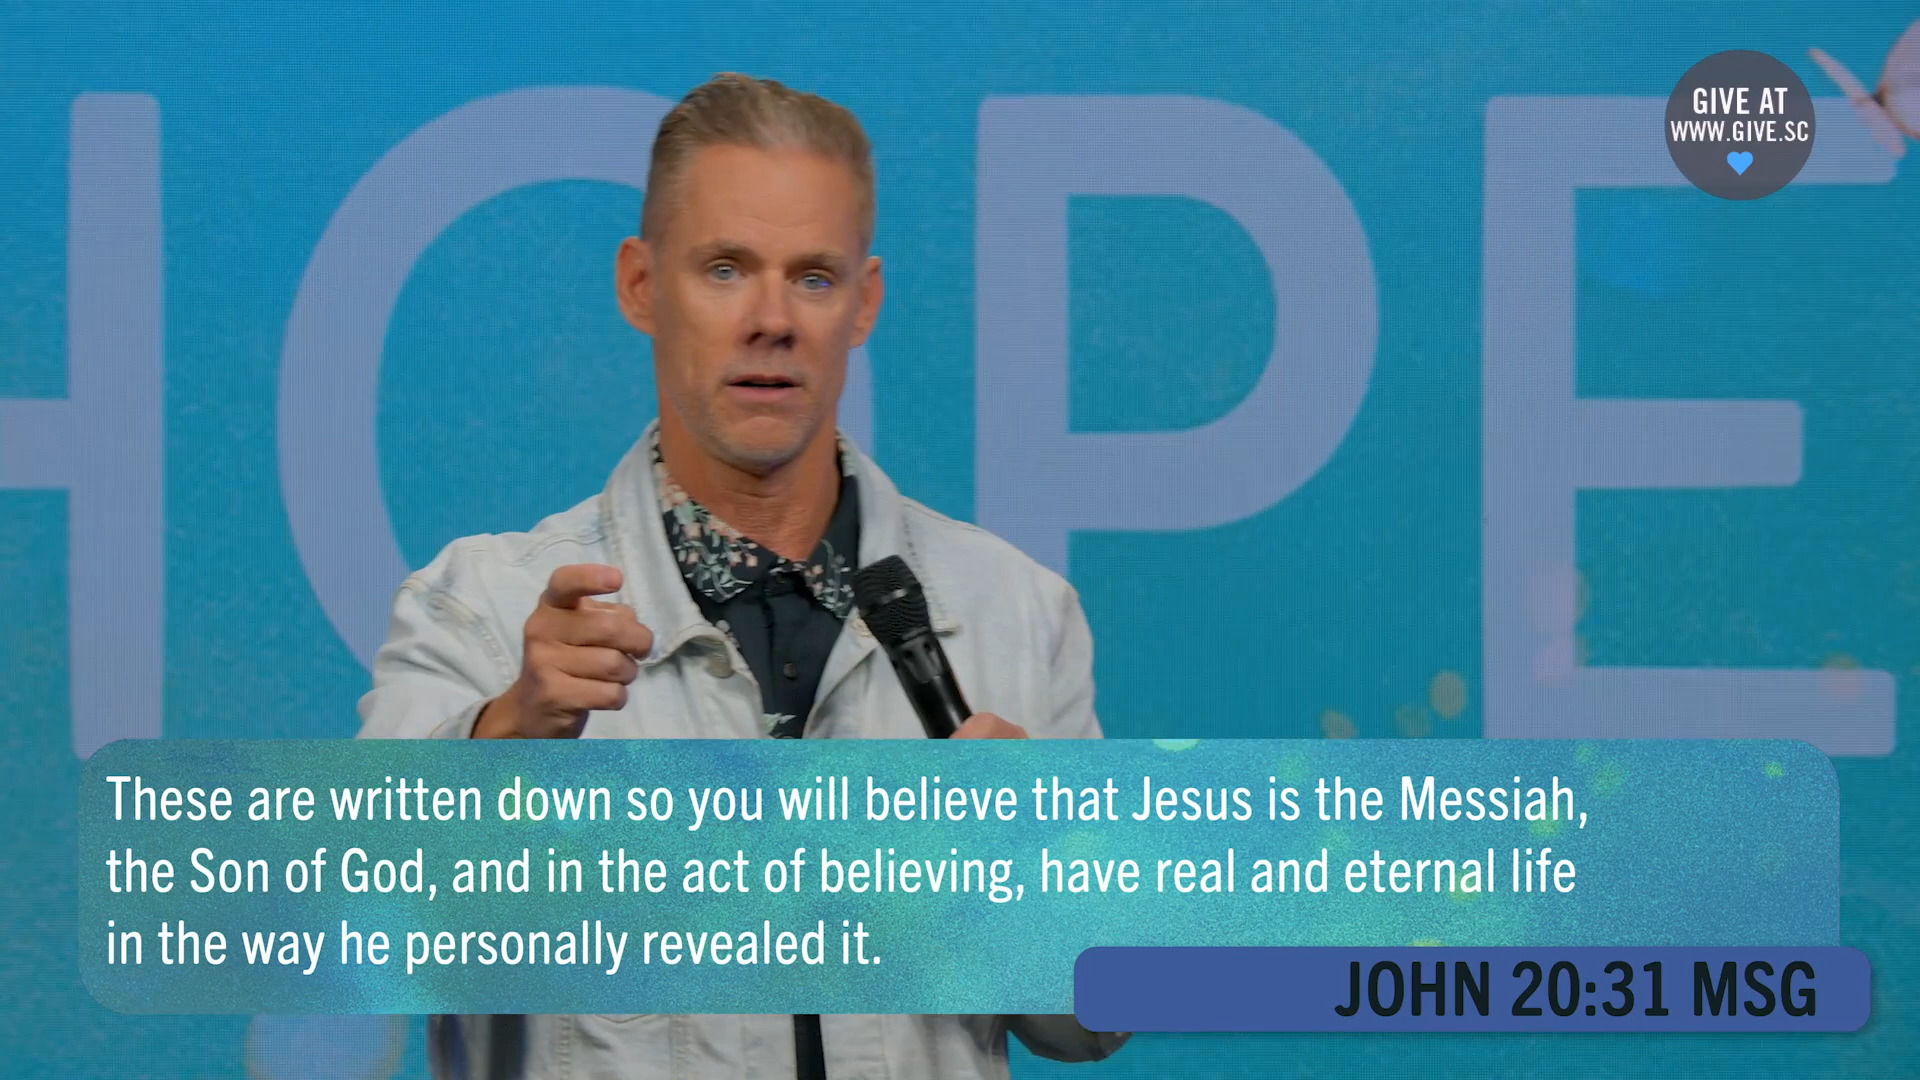 HOPE
GIVE AT
WWW.GIVE.SC
These are written down so you will believe that Jesus is the Messiah,
the Son of God, and in the act of believing, have real and eternal life
in the way he personally revealed it.
JOHN 20:31 MSG